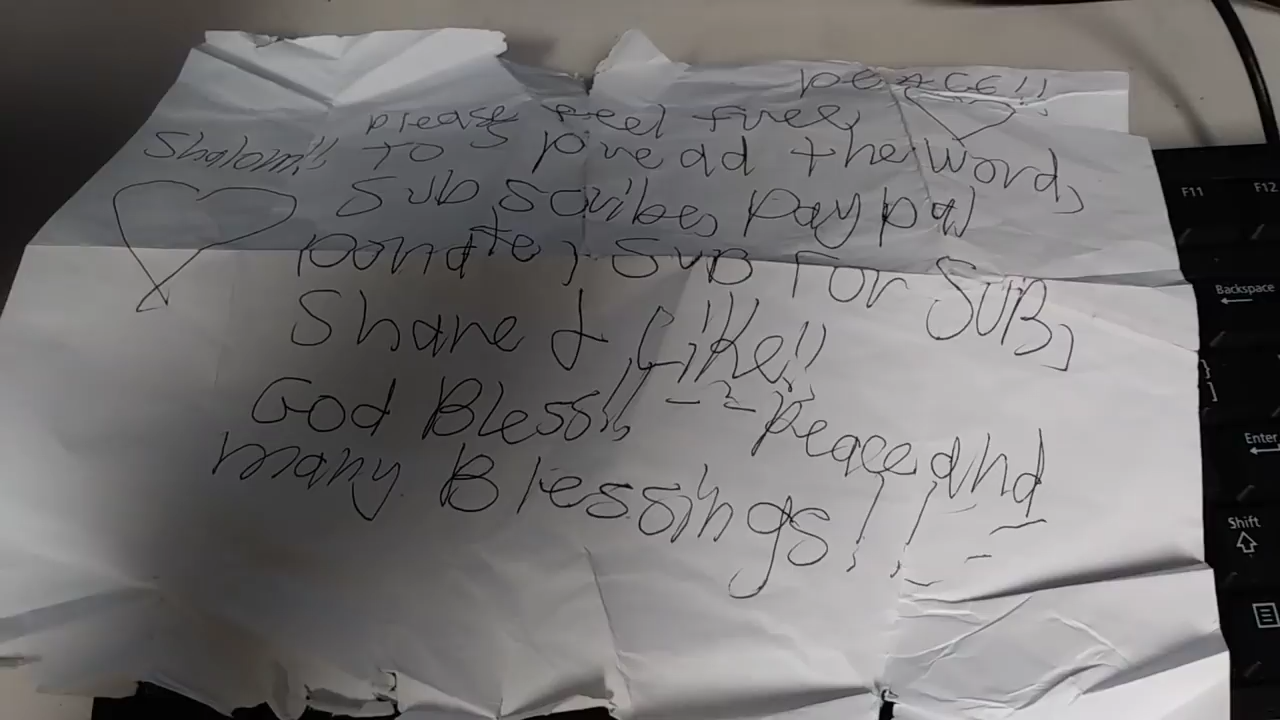 PEACE!!
please feel free,
Shalom!! TO Spread the word,
Subscribe, Paypal
Donate, SUB For SUB,
Share & Like!!
God Bless!! Peace and
many Blessings!!
F11 F12
Backspace
}
]
Enter
Shift